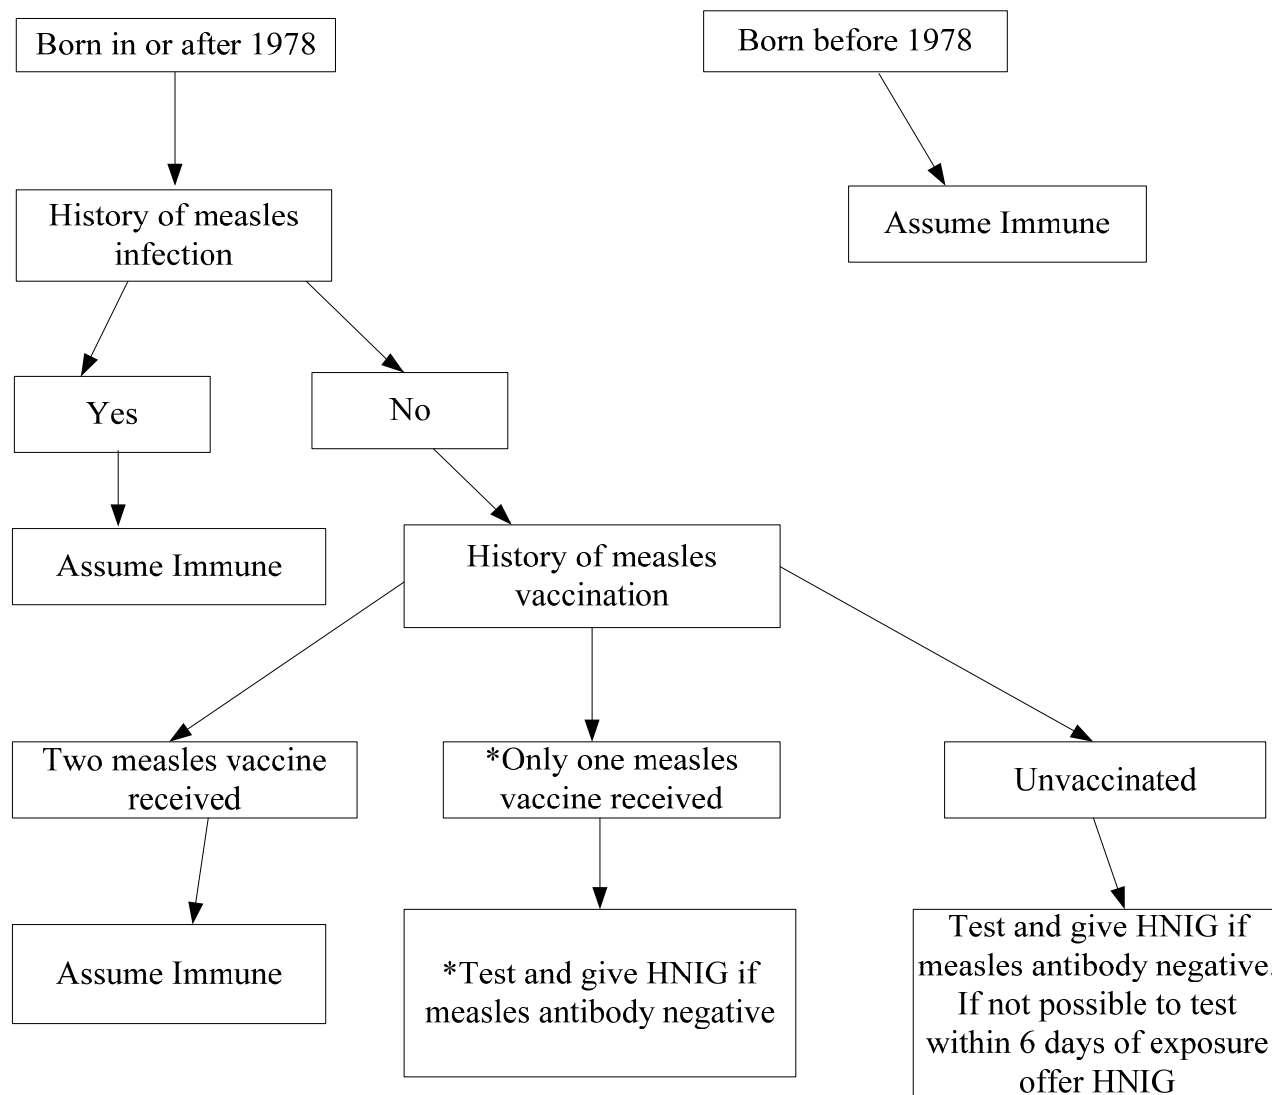 Born in or after 1978
Born before 1978
History of measles
infection
Assume Immune
Yes
No
Assume Immune
History of measles
vaccination
Two measles vaccine
received
*Only one measles
vaccine received
Unvaccinated
Assume Immune
*Test and give HNIG if
measles antibody negative
Test and give HNIG if
measles antibody negative.
If not possible to test
within 6 days of exposure
offer HNIG